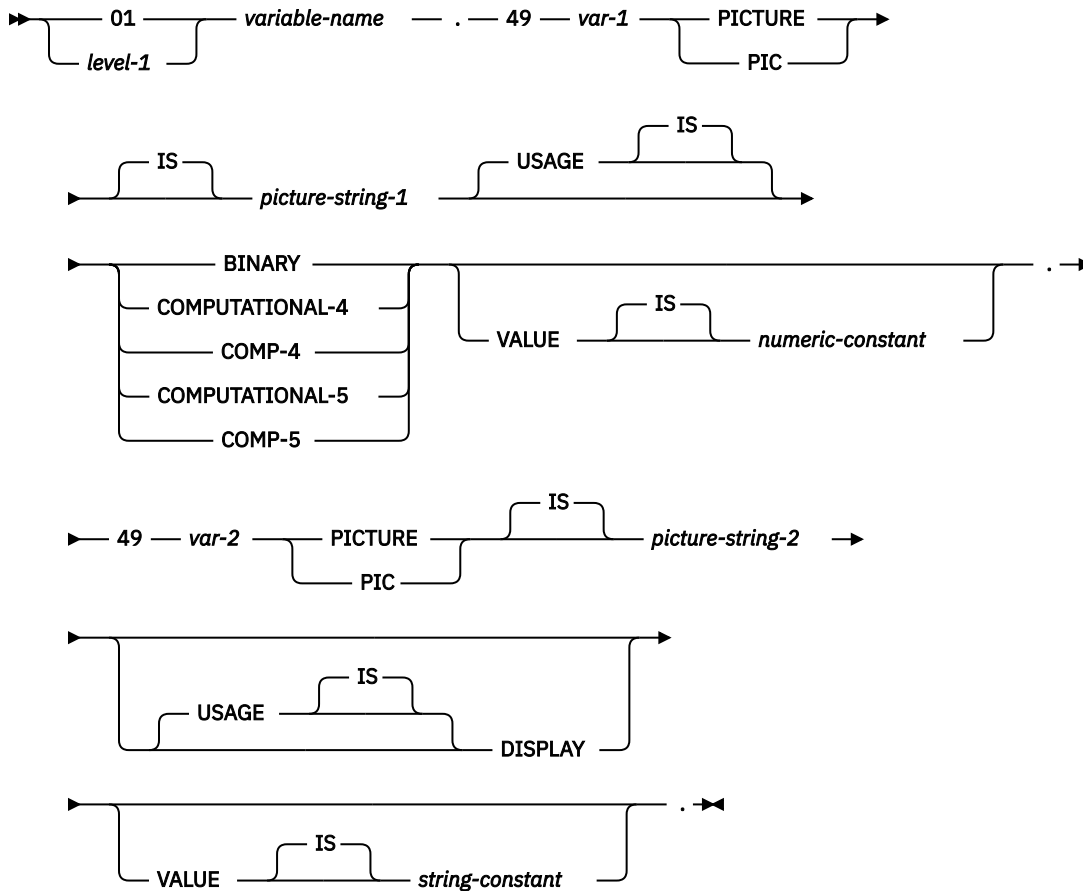 01 variable-name . 49 var-1 PICTURE
level-1 PIC
IS
IS USAGE
picture-string-1
BINARY .
COMPUTATIONAL-4 IS
VALUE numeric-constant
COMP-4
COMPUTATIONAL-5
COMP-5
IS
49 var-2 PICTURE picture-string-2
PIC
IS
USAGE
DISPLAY
.
IS
VALUE string-constant